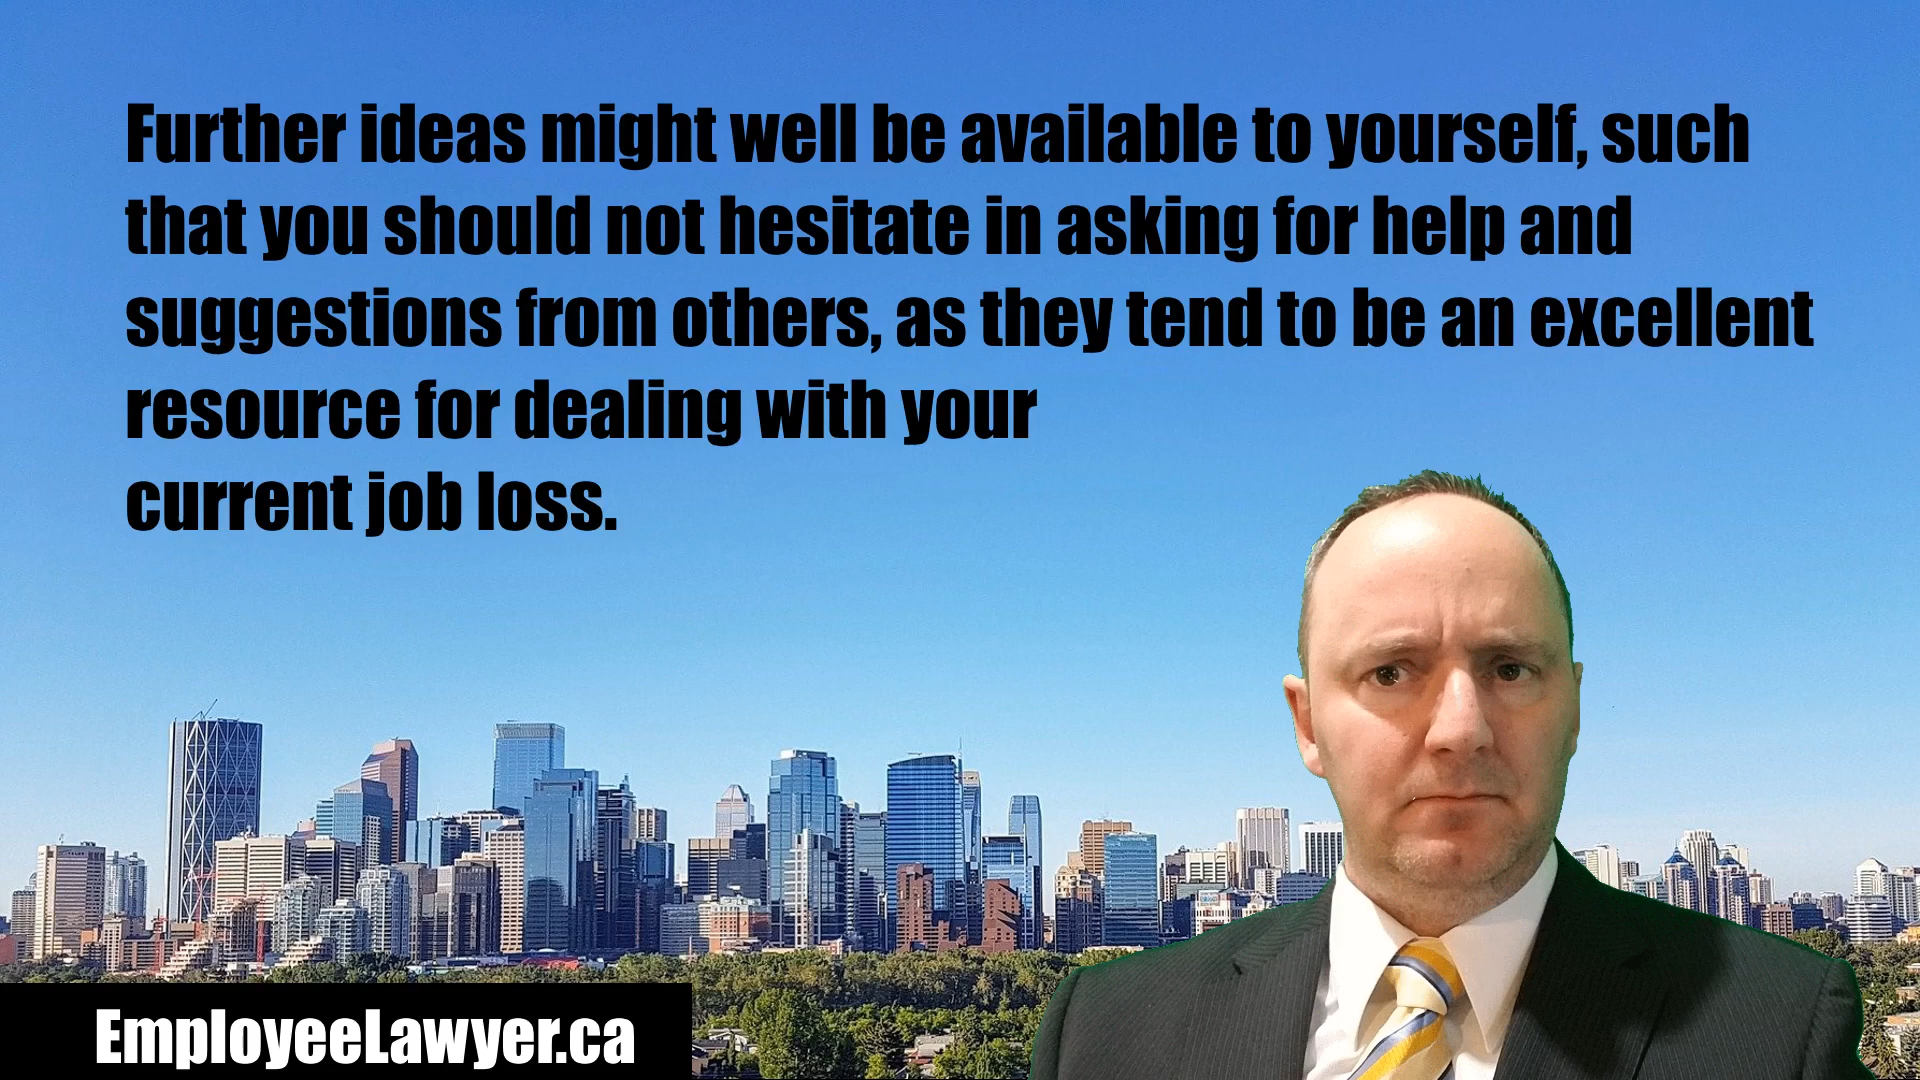 Further ideas might well be available to yourself, such
that you should not hesitate in asking for help and
suggestions from others, as they tend to be an excellent
resource for dealing with your
current job loss.
EmployeeLawyer.ca